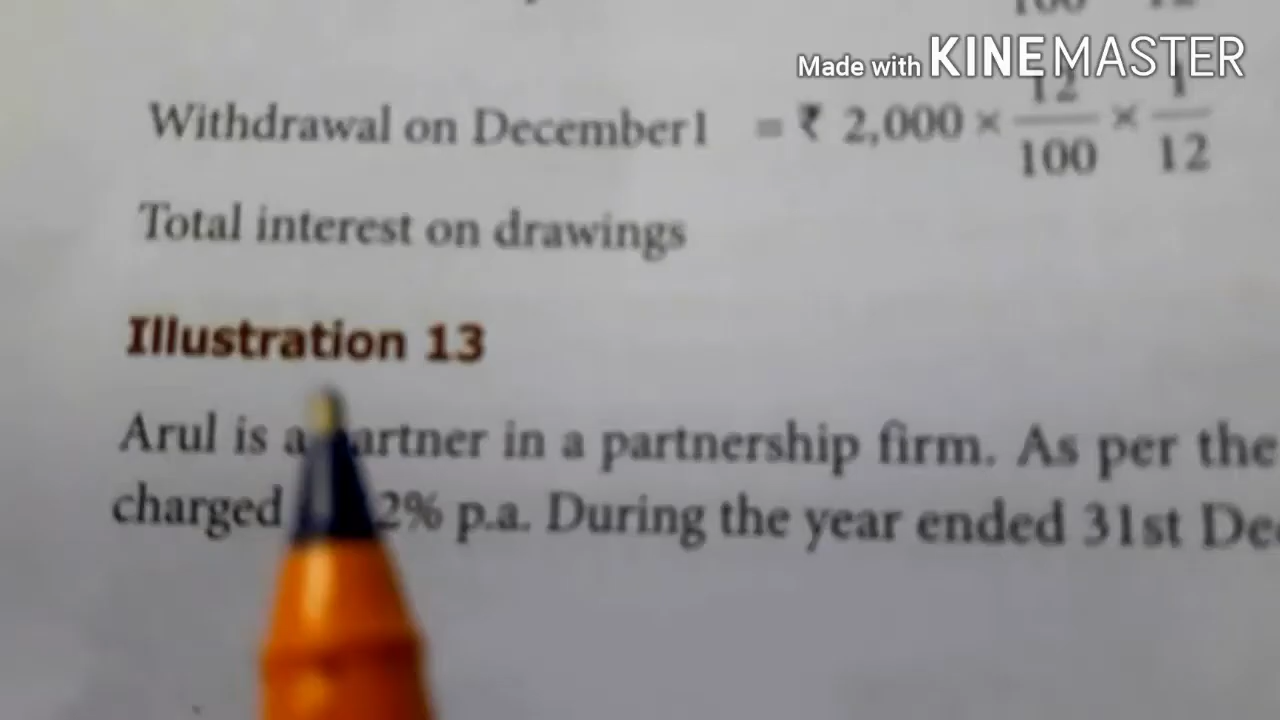 Made with KINEMASTER
Withdrawal on December1 = ₹ 2,000 × 12/100 × 1/12
Total interest on drawings
Illustration 13
Arul is a artner in a partnership firm. As per the
charged 2% p.a. During the year ended 31st Dec